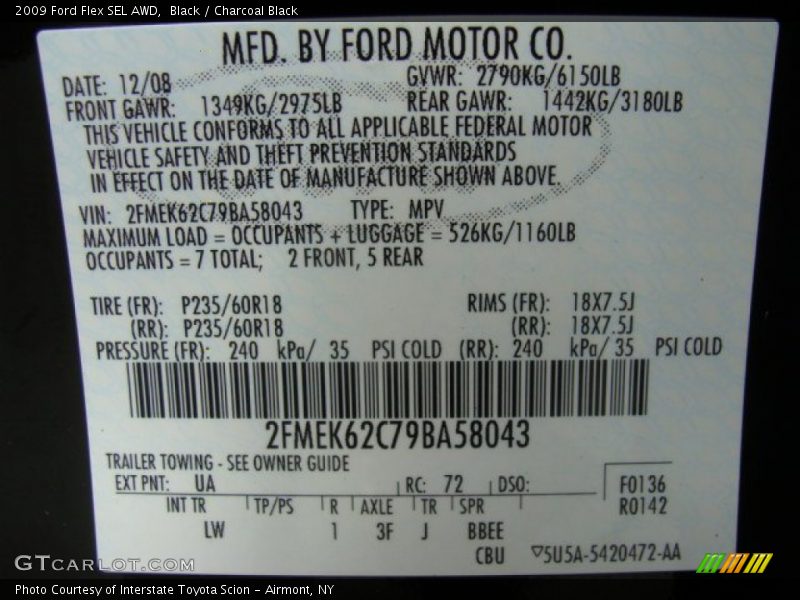 2009 Ford Flex SEL AWD,  Black / Charcoal Black
MFD. BY FORD MOTOR CO.
DATE: 12/08 GVWR: 2790KG/6150LB
FRONT GAWR: 1349KG/2975LB REAR GAWR: 1442KG/3180LB
THIS VEHICLE CONFORMS TO ALL APPLICABLE FEDERAL MOTOR
VEHICLE SAFETY AND THEFT PREVENTION STANDARDS
IN EFFECT ON THE DATE OF MANUFACTURE SHOWN ABOVE.
VIN: 2FMEK62C79BA58043 TYPE: MPV
MAXIMUM LOAD = OCCUPANTS + LUGGAGE = 526KG/1160LB
OCCUPANTS = 7 TOTAL; 2 FRONT, 5 REAR
TIRE (FR): P235/60R18 RIMS (FR): 18X7.5J
(RR): P235/60R18 (RR): 18X7.5J
PRESSURE (FR): 240 kPa/ 35 PSI COLD (RR): 240 kPa/ 35 PSI COLD
2FMEK62C79BA58043
TRAILER TOWING - SEE OWNER GUIDE
EXT PNT: UA RC: 72 DSO: F0136
INT TR TP/PS R AXLE TR SPR R0142
LW 1 3F J BBEE
CBU ▽5U5A-5420472-AA
GTCARLOT.COM
Photo Courtesy of Interstate Toyota Scion - Airmont, NY